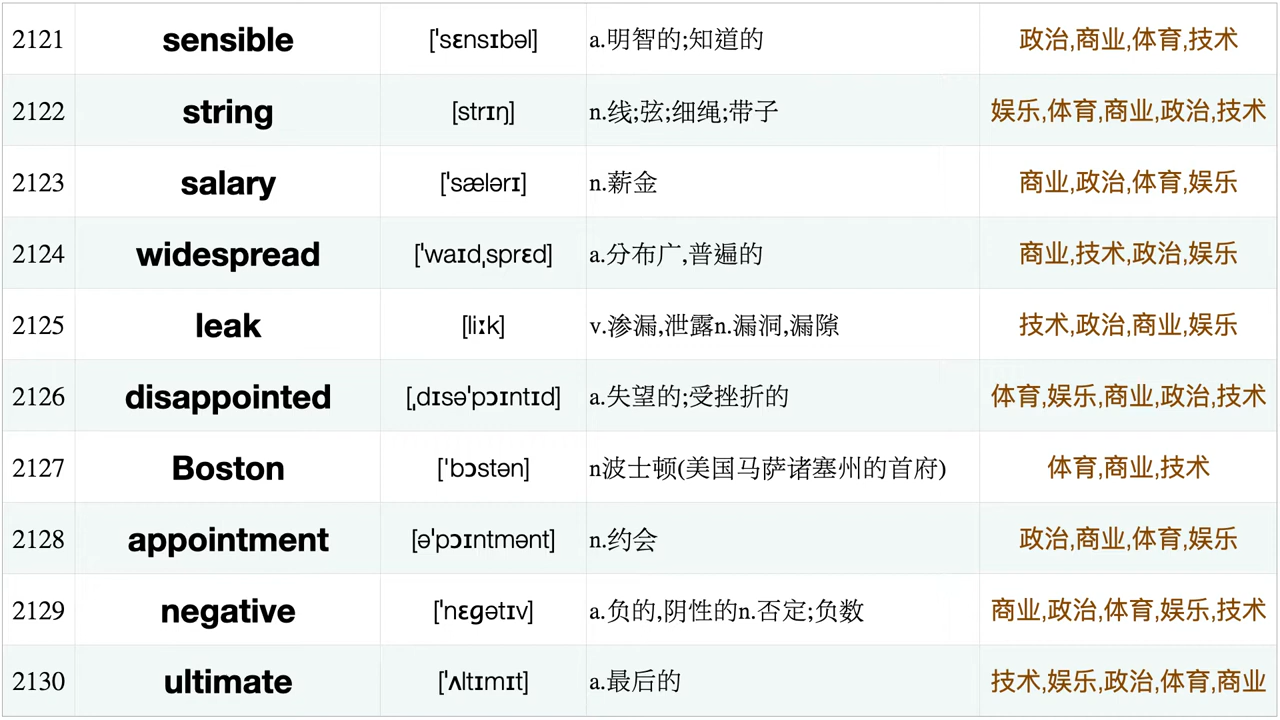 2121 sensible [ˈsɛnsɪbəl] a.明智的;知道的 政治,商业,体育,技术
2122 string [strɪŋ] n.线;弦;细绳;带子 娱乐,体育,商业,政治,技术
2123 salary [ˈsælərɪ] n.薪金 商业,政治,体育,娱乐
2124 widespread [ˈwaɪdˌsprɛd] a.分布广,普遍的 商业,技术,政治,娱乐
2125 leak [liːk] v.渗漏,泄露n.漏洞,漏隙 技术,政治,商业,娱乐
2126 disappointed [ˌdɪsəˈpɔɪntɪd] a.失望的;受挫折的 体育,娱乐,商业,政治,技术
2127 Boston [ˈbɔstən] n波士顿(美国马萨诸塞州的首府) 体育,商业,技术
2128 appointment [əˈpɔɪntmənt] n.约会 政治,商业,体育,娱乐
2129 negative [ˈnɛɡətɪv] a.负的,阴性的n.否定;负数 商业,政治,体育,娱乐,技术
2130 ultimate [ˈʌltɪmɪt] a.最后的 技术,娱乐,政治,体育,商业